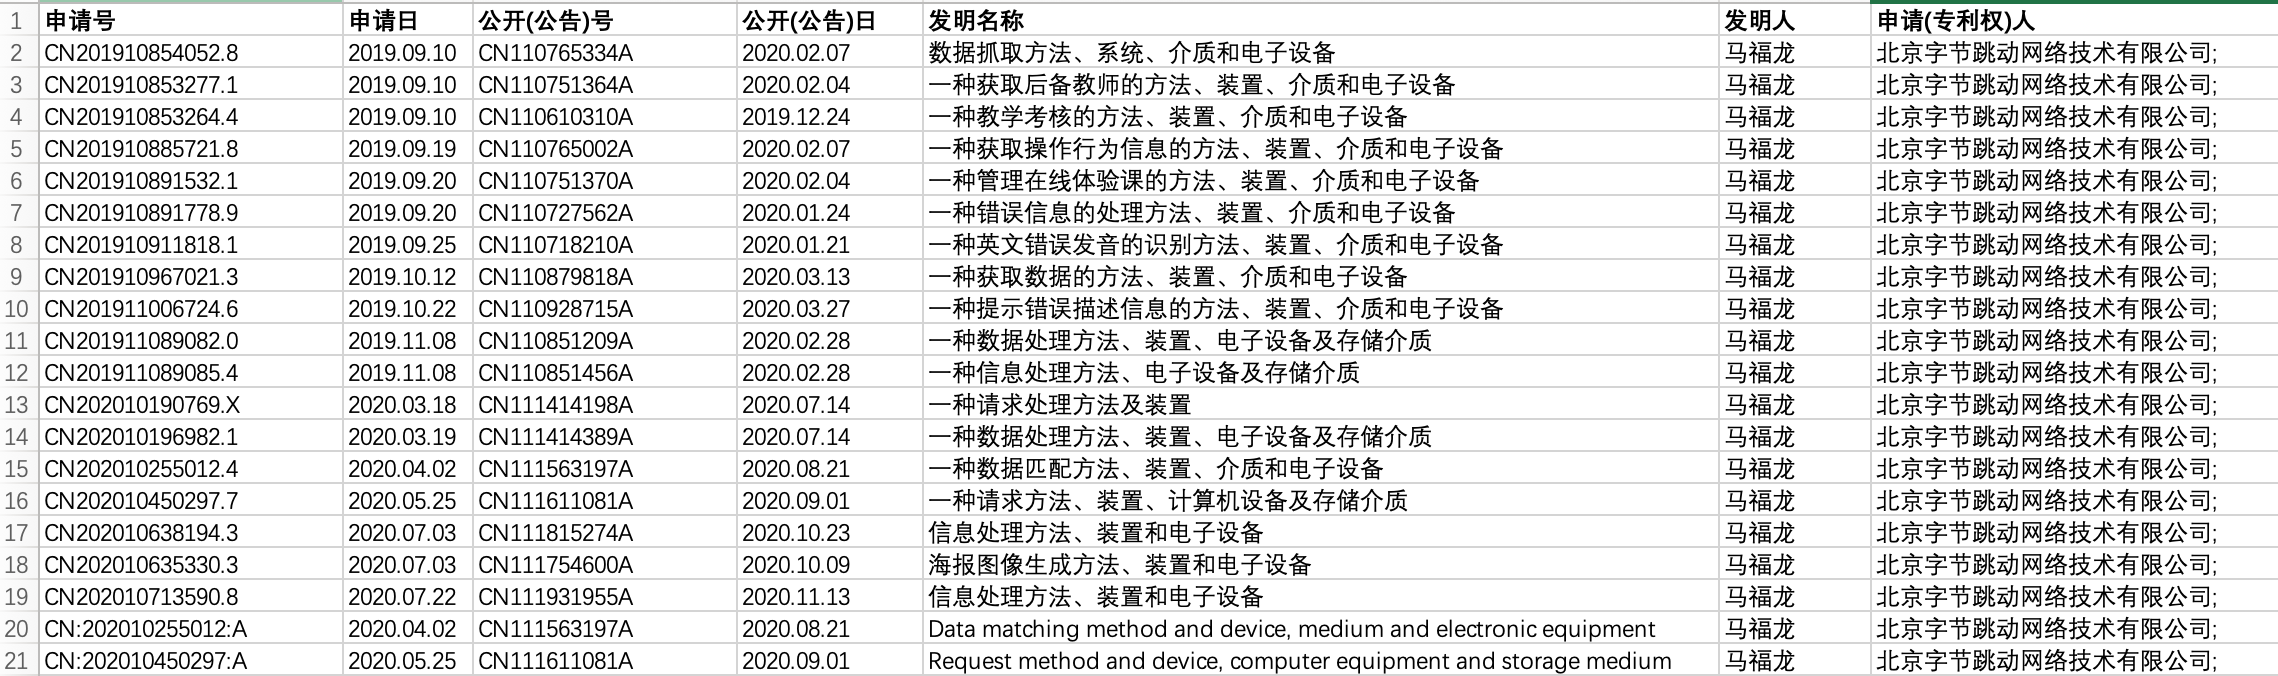 1 申请号 申请日 公开(公告)号 公开(公告)日 发明名称 发明人 申请(专利权)人
2 CN201910854052.8 2019.09.10 CN110765334A 2020.02.07 数据抓取方法、系统、介质和电子设备 马福龙 北京字节跳动网络技术有限公司;
3 CN201910853277.1 2019.09.10 CN110751364A 2020.02.04 一种获取后备教师的方法、装置、介质和电子设备 马福龙 北京字节跳动网络技术有限公司;
4 CN201910853264.4 2019.09.10 CN110610310A 2019.12.24 一种教学考核的方法、装置、介质和电子设备 马福龙 北京字节跳动网络技术有限公司;
5 CN201910885721.8 2019.09.19 CN110765002A 2020.02.07 一种获取操作行为信息的方法、装置、介质和电子设备 马福龙 北京字节跳动网络技术有限公司;
6 CN201910891532.1 2019.09.20 CN110751370A 2020.02.04 一种管理在线体验课的方法、装置、介质和电子设备 马福龙 北京字节跳动网络技术有限公司;
7 CN201910891778.9 2019.09.20 CN110727562A 2020.01.24 一种错误信息的处理方法、装置、介质和电子设备 马福龙 北京字节跳动网络技术有限公司;
8 CN201910911818.1 2019.09.25 CN110718210A 2020.01.21 一种英文错误发音的识别方法、装置、介质和电子设备 马福龙 北京字节跳动网络技术有限公司;
9 CN201910967021.3 2019.10.12 CN110879818A 2020.03.13 一种获取数据的方法、装置、介质和电子设备 马福龙 北京字节跳动网络技术有限公司;
10 CN201911006724.6 2019.10.22 CN110928715A 2020.03.27 一种提示错误描述信息的方法、装置、介质和电子设备 马福龙 北京字节跳动网络技术有限公司;
11 CN201911089082.0 2019.11.08 CN110851209A 2020.02.28 一种数据处理方法、装置、电子设备及存储介质 马福龙 北京字节跳动网络技术有限公司;
12 CN201911089085.4 2019.11.08 CN110851456A 2020.02.28 一种信息处理方法、电子设备及存储介质 马福龙 北京字节跳动网络技术有限公司;
13 CN202010190769.X 2020.03.18 CN111414198A 2020.07.14 一种请求处理方法及装置 马福龙 北京字节跳动网络技术有限公司;
14 CN202010196982.1 2020.03.19 CN111414389A 2020.07.14 一种数据处理方法、装置、电子设备及存储介质 马福龙 北京字节跳动网络技术有限公司;
15 CN202010255012.4 2020.04.02 CN111563197A 2020.08.21 一种数据匹配方法、装置、介质和电子设备 马福龙 北京字节跳动网络技术有限公司;
16 CN202010450297.7 2020.05.25 CN111611081A 2020.09.01 一种请求方法、装置、计算机设备及存储介质 马福龙 北京字节跳动网络技术有限公司;
17 CN202010638194.3 2020.07.03 CN111815274A 2020.10.23 信息处理方法、装置和电子设备 马福龙 北京字节跳动网络技术有限公司;
18 CN202010635330.3 2020.07.03 CN111754600A 2020.10.09 海报图像生成方法、装置和电子设备 马福龙 北京字节跳动网络技术有限公司;
19 CN202010713590.8 2020.07.22 CN111931955A 2020.11.13 信息处理方法、装置和电子设备 马福龙 北京字节跳动网络技术有限公司;
20 CN:202010255012:A 2020.04.02 CN111563197A 2020.08.21 Data matching method and device, medium and electronic equipment 马福龙 北京字节跳动网络技术有限公司;
21 CN:202010450297:A 2020.05.25 CN111611081A 2020.09.01 Request method and device, computer equipment and storage medium 马福龙 北京字节跳动网络技术有限公司;